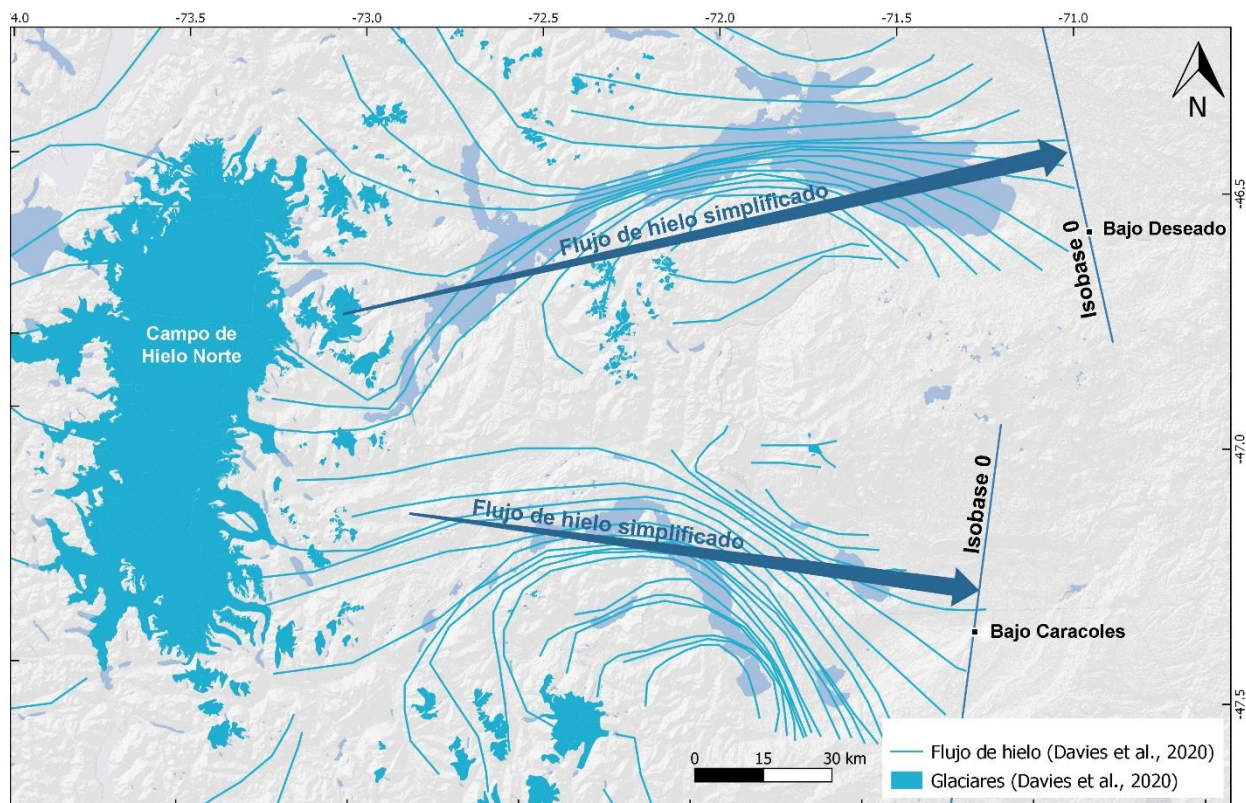 4.0
-73.5
-73.0
-72.5
-72.0
-71.5
-71.0
N
-46.5
Flujo de hielo simplificado
Bajo Deseado
Isobase 0
Campo de
Hielo Norte
-47.0
Isobase 0
Flujo de hielo simplificado
Bajo Caracoles
-47.5
0 15 30 km
Flujo de hielo (Davies et al., 2020)
Glaciares (Davies et al., 2020)